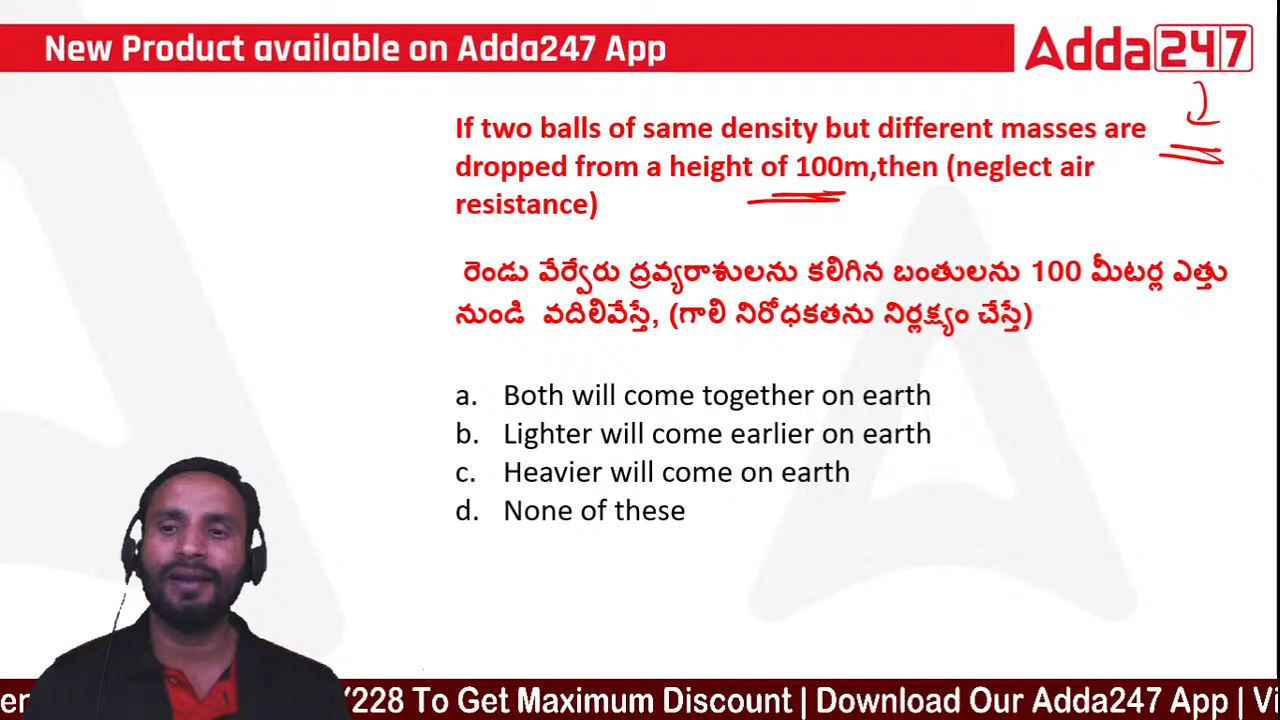 New Product available on Adda247 App
Adda247
If two balls of same density but different masses are
dropped from a height of 100m,then (neglect air
resistance)
రెండు వేర్వేరు ద్రవ్యరాశులను కలిగిన బంతులను 100 మీటర్ల ఎత్తు
నుండి వదిలివేస్తే, (గాలి నిరోధకతను నిర్లక్ష్యం చేస్తే)
a. Both will come together on earth
b. Lighter will come earlier on earth
c. Heavier will come on earth
d. None of these
228 To Get Maximum Discount | Download Our Adda247 App |